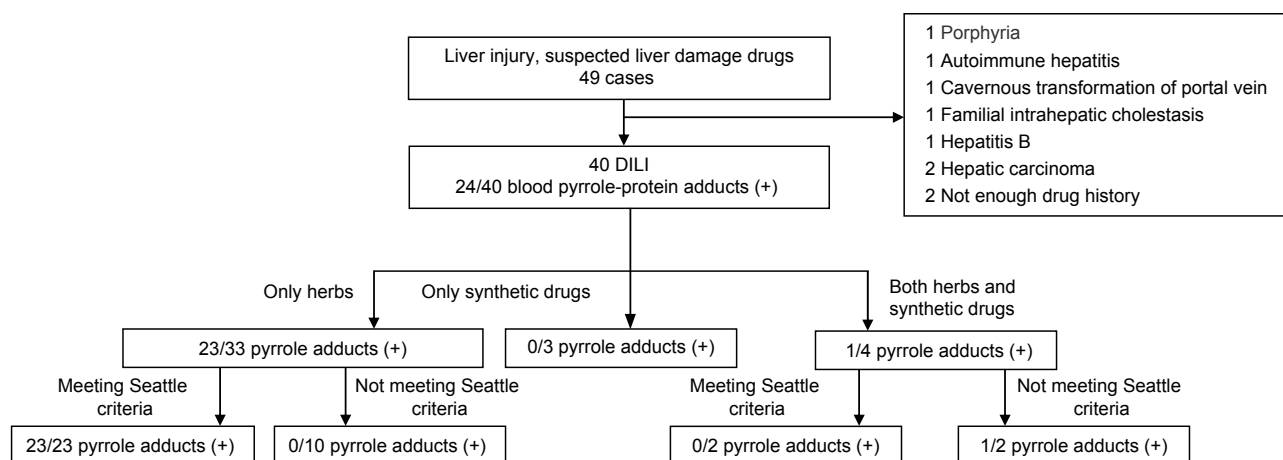 Liver injury, suspected liver damage drugs
49 cases
1 Porphyria
1 Autoimmune hepatitis
1 Cavernous transformation of portal vein
1 Familial intrahepatic cholestasis
1 Hepatitis B
2 Hepatic carcinoma
2 Not enough drug history
40 DILI
24/40 blood pyrrole-protein adducts (+)
Only herbs
Only synthetic drugs
Both herbs and
synthetic drugs
23/33 pyrrole adducts (+)
0/3 pyrrole adducts (+)
1/4 pyrrole adducts (+)
Meeting Seattle
criteria
Not meeting Seattle
criteria
Meeting Seattle
criteria
Not meeting Seattle
criteria
23/23 pyrrole adducts (+)
0/10 pyrrole adducts (+)
0/2 pyrrole adducts (+)
1/2 pyrrole adducts (+)